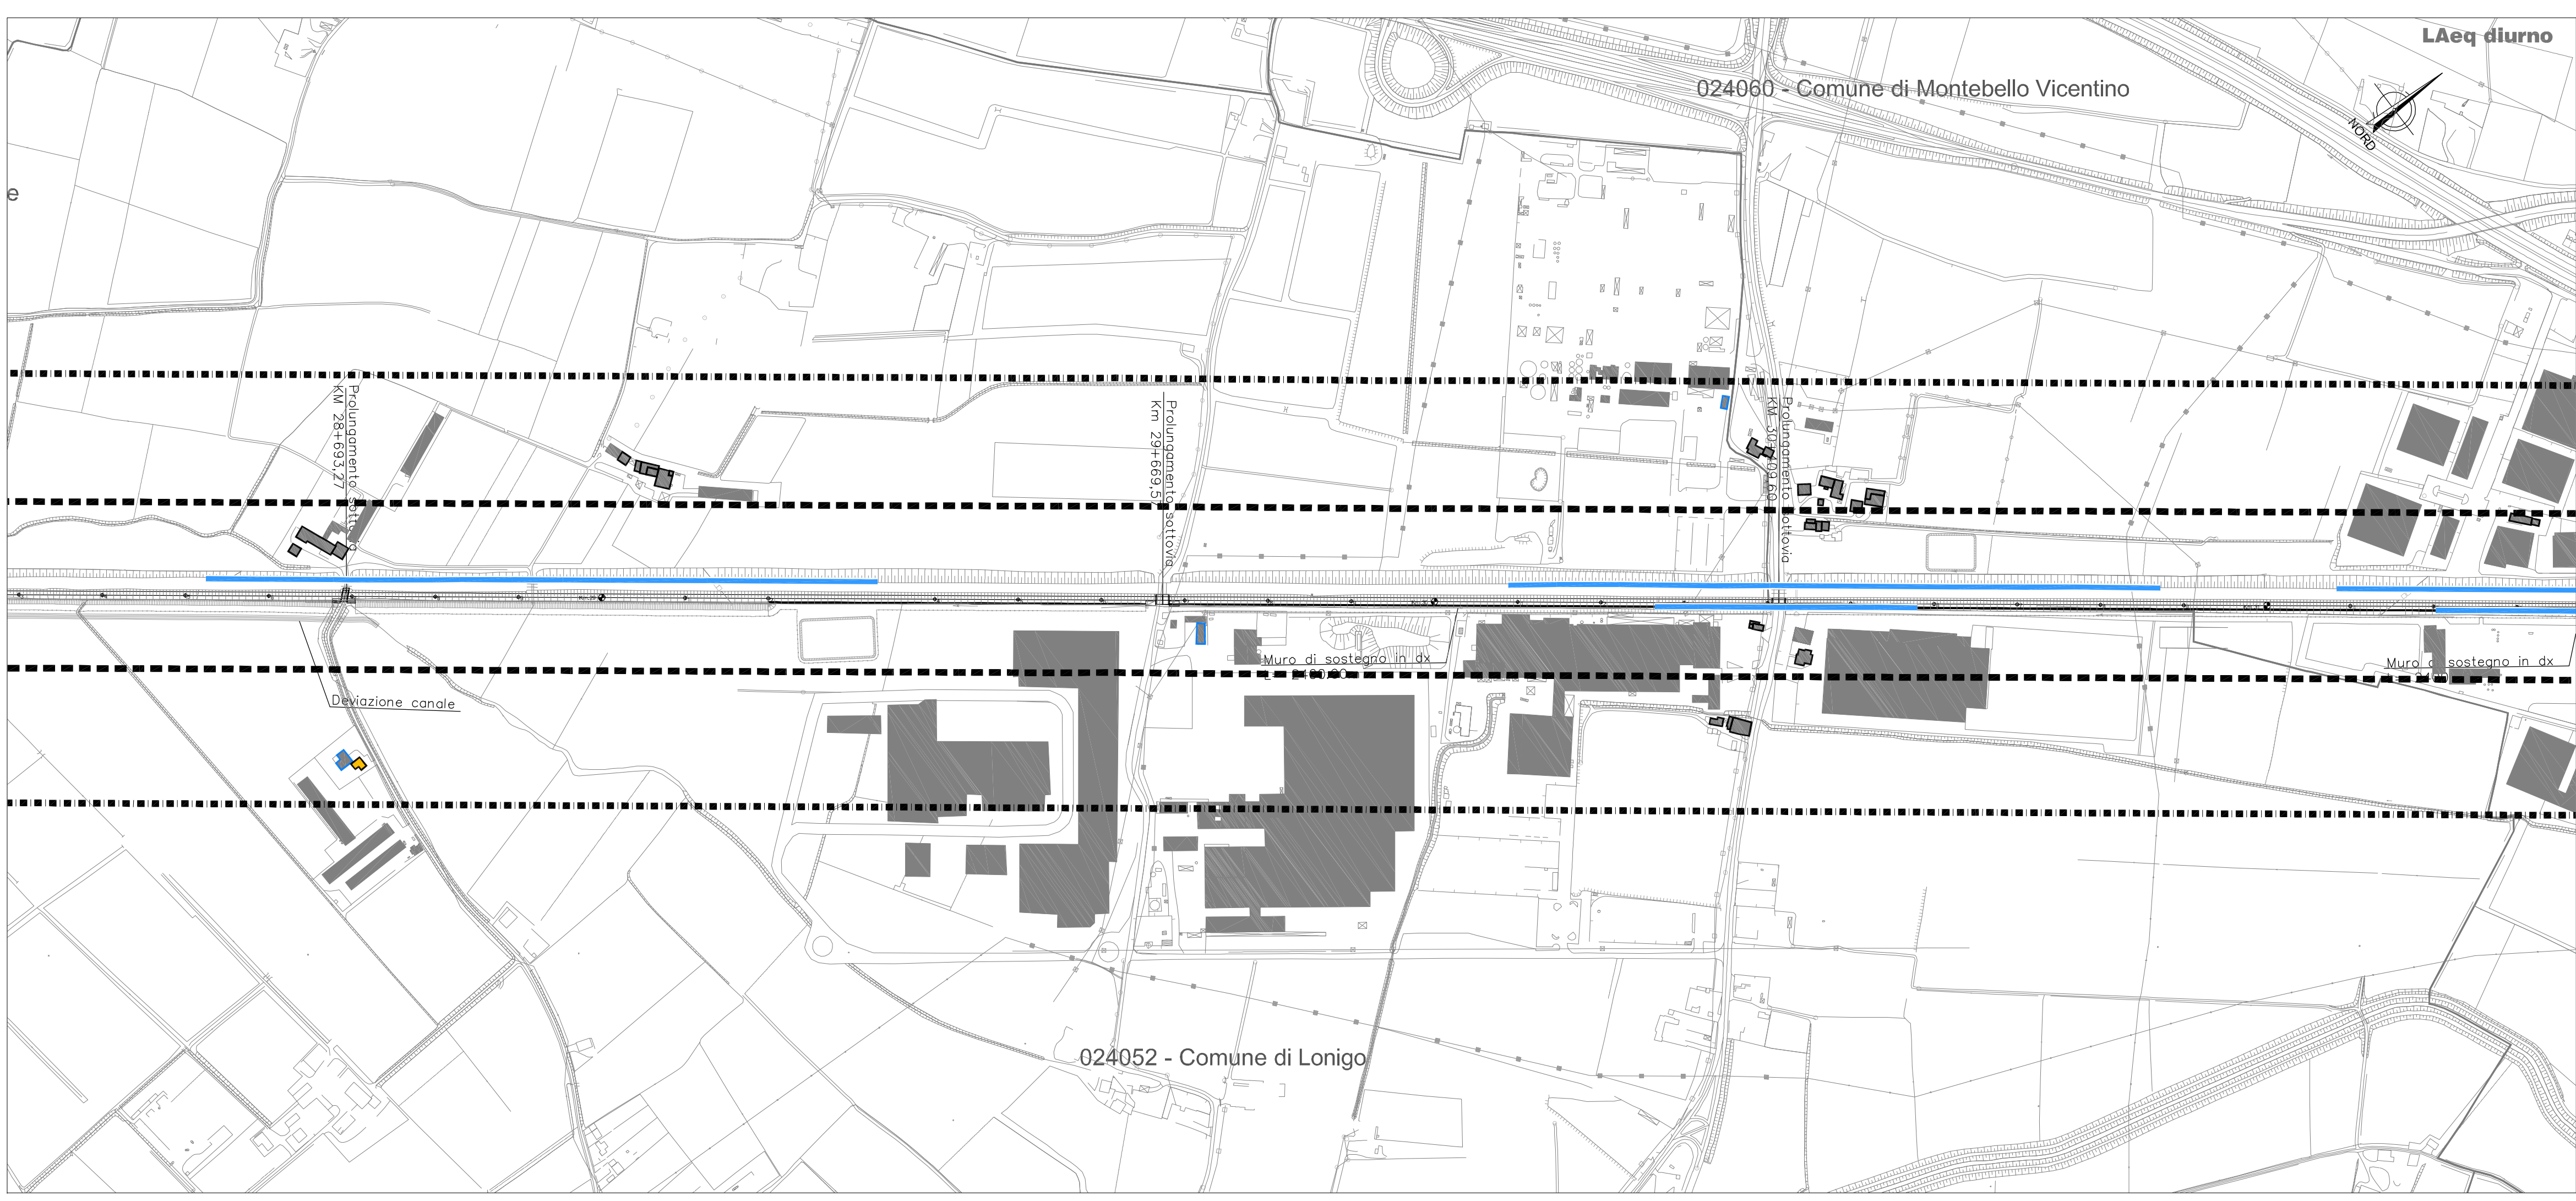 LAeq diurno
024060 - Comune di Montebello Vicentino
NORD
e
Prolungamento sottovia
KM 28+693,27
Prolungamento sottovia
Km 29+669,5
Prolungamento sottovia
KM 30+409,60
Muro di sostegno in dx
Muro di sostegno in dx
Deviazione canale
024052 - Comune di Lonigo